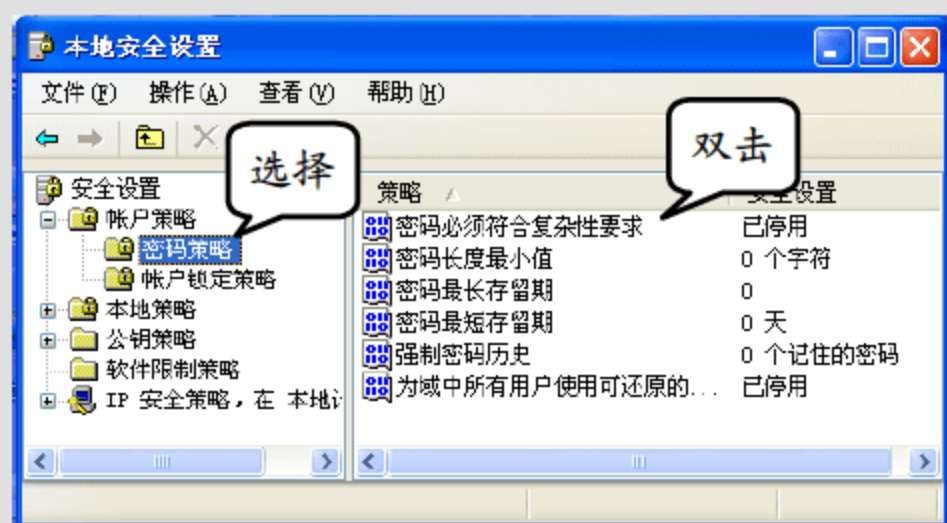 本地安全设置
文件(F) 操作(A) 查看(V) 帮助(H)
选择
双击
安全设置
帐户策略
密码策略
帐户锁定策略
本地策略
公钥策略
软件限制策略
IP 安全策略，在 本地
策略 安全设置
密码必须符合复杂性要求 已停用
密码长度最小值 0 个字符
密码最长存留期 0
密码最短存留期 0 天
强制密码历史 0 个记住的密码
为域中所有用户使用可还原的... 已停用